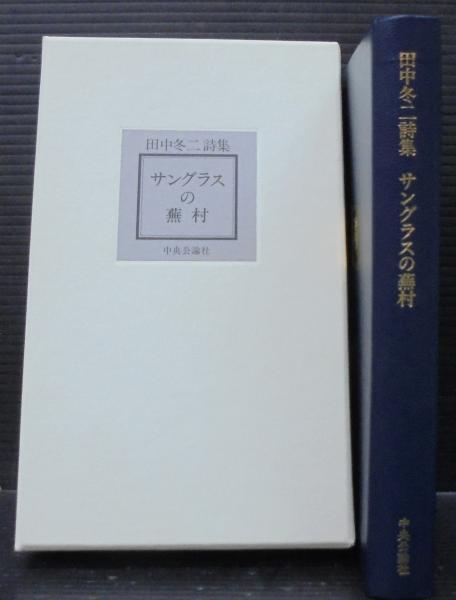 田中冬二詩集
サングラス
の
蕪村
中央公論社
田中冬二詩集 サングラスの蕪村
中央公論社